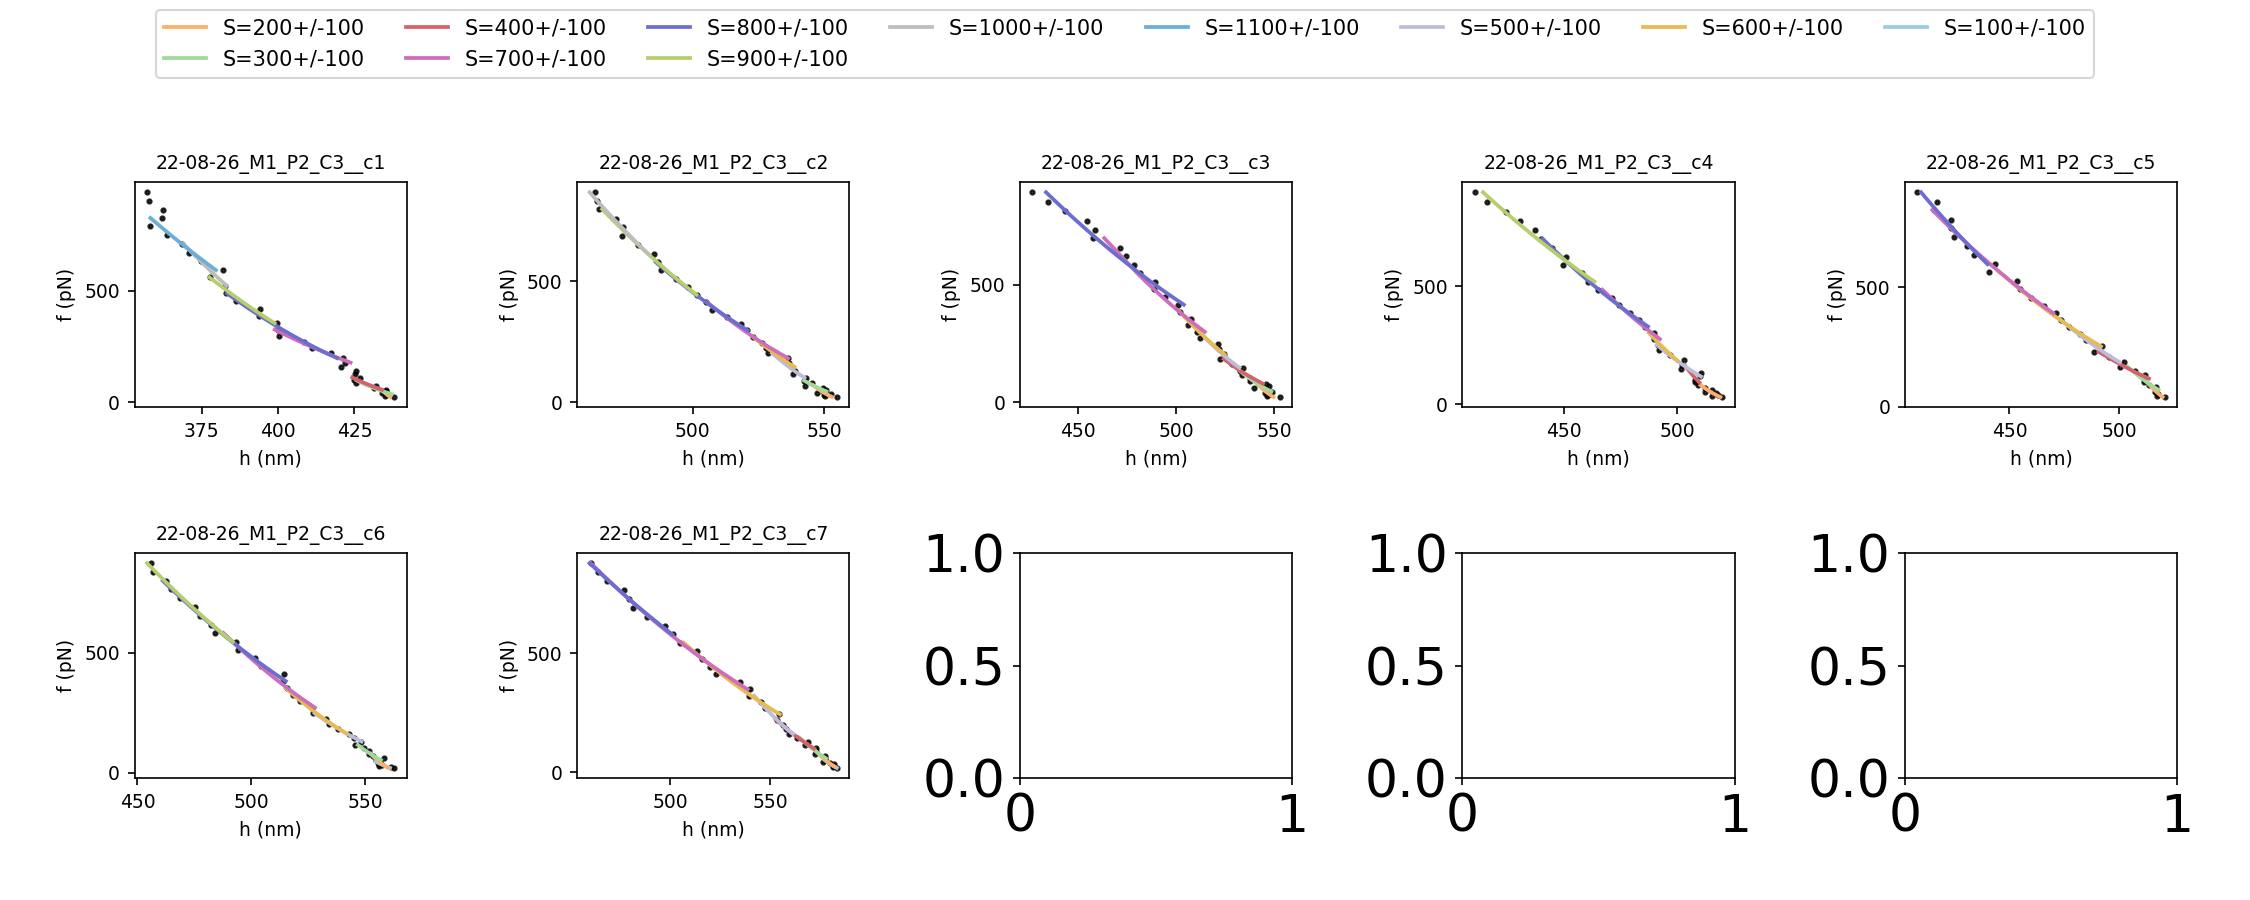 S=200+/-100 S=400+/-100 S=800+/-100 S=1000+/-100 S=1100+/-100 S=500+/-100 S=600+/-100 S=100+/-100
S=300+/-100 S=700+/-100 S=900+/-100
22-08-26_M1_P2_C3__c1 22-08-26_M1_P2_C3__c2 22-08-26_M1_P2_C3__c3 22-08-26_M1_P2_C3__c4 22-08-26_M1_P2_C3__c5
f (pN) f (pN) f (pN) f (pN) f (pN)
500 500 500 500 500
0 0 0 0 0
375 400 425 500 550 450 500 550 450 500 450 500
h (nm) h (nm) h (nm) h (nm) h (nm)
22-08-26_M1_P2_C3__c6 22-08-26_M1_P2_C3__c7
1.0 1.0 1.0
f (pN) f (pN)
500 500 0.5 0.5 0.5
0 0 0.0 0.0 0.0
450 500 550 500 550 0 1 0 1 0 1
h (nm) h (nm)